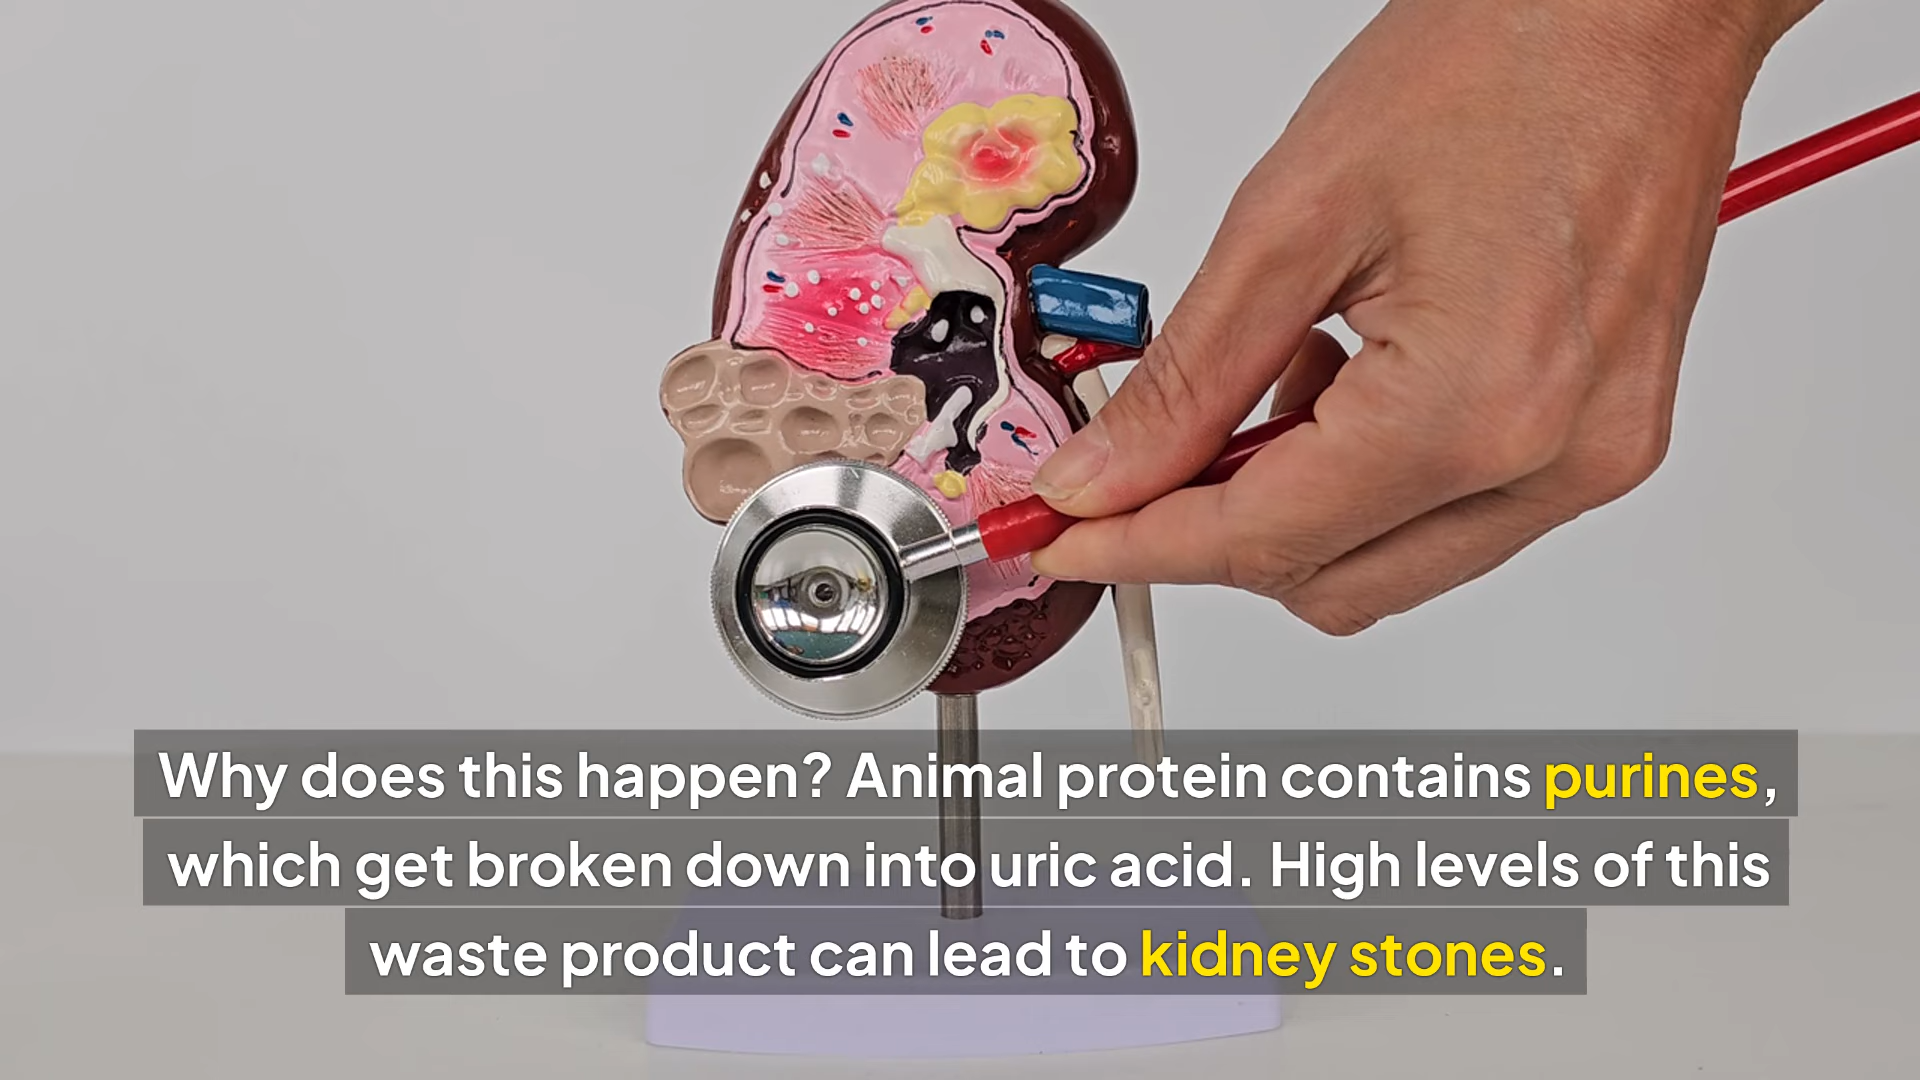 Why does this happen? Animal protein contains purines,
which get broken down into uric acid. High levels of this
waste product can lead to kidney stones.